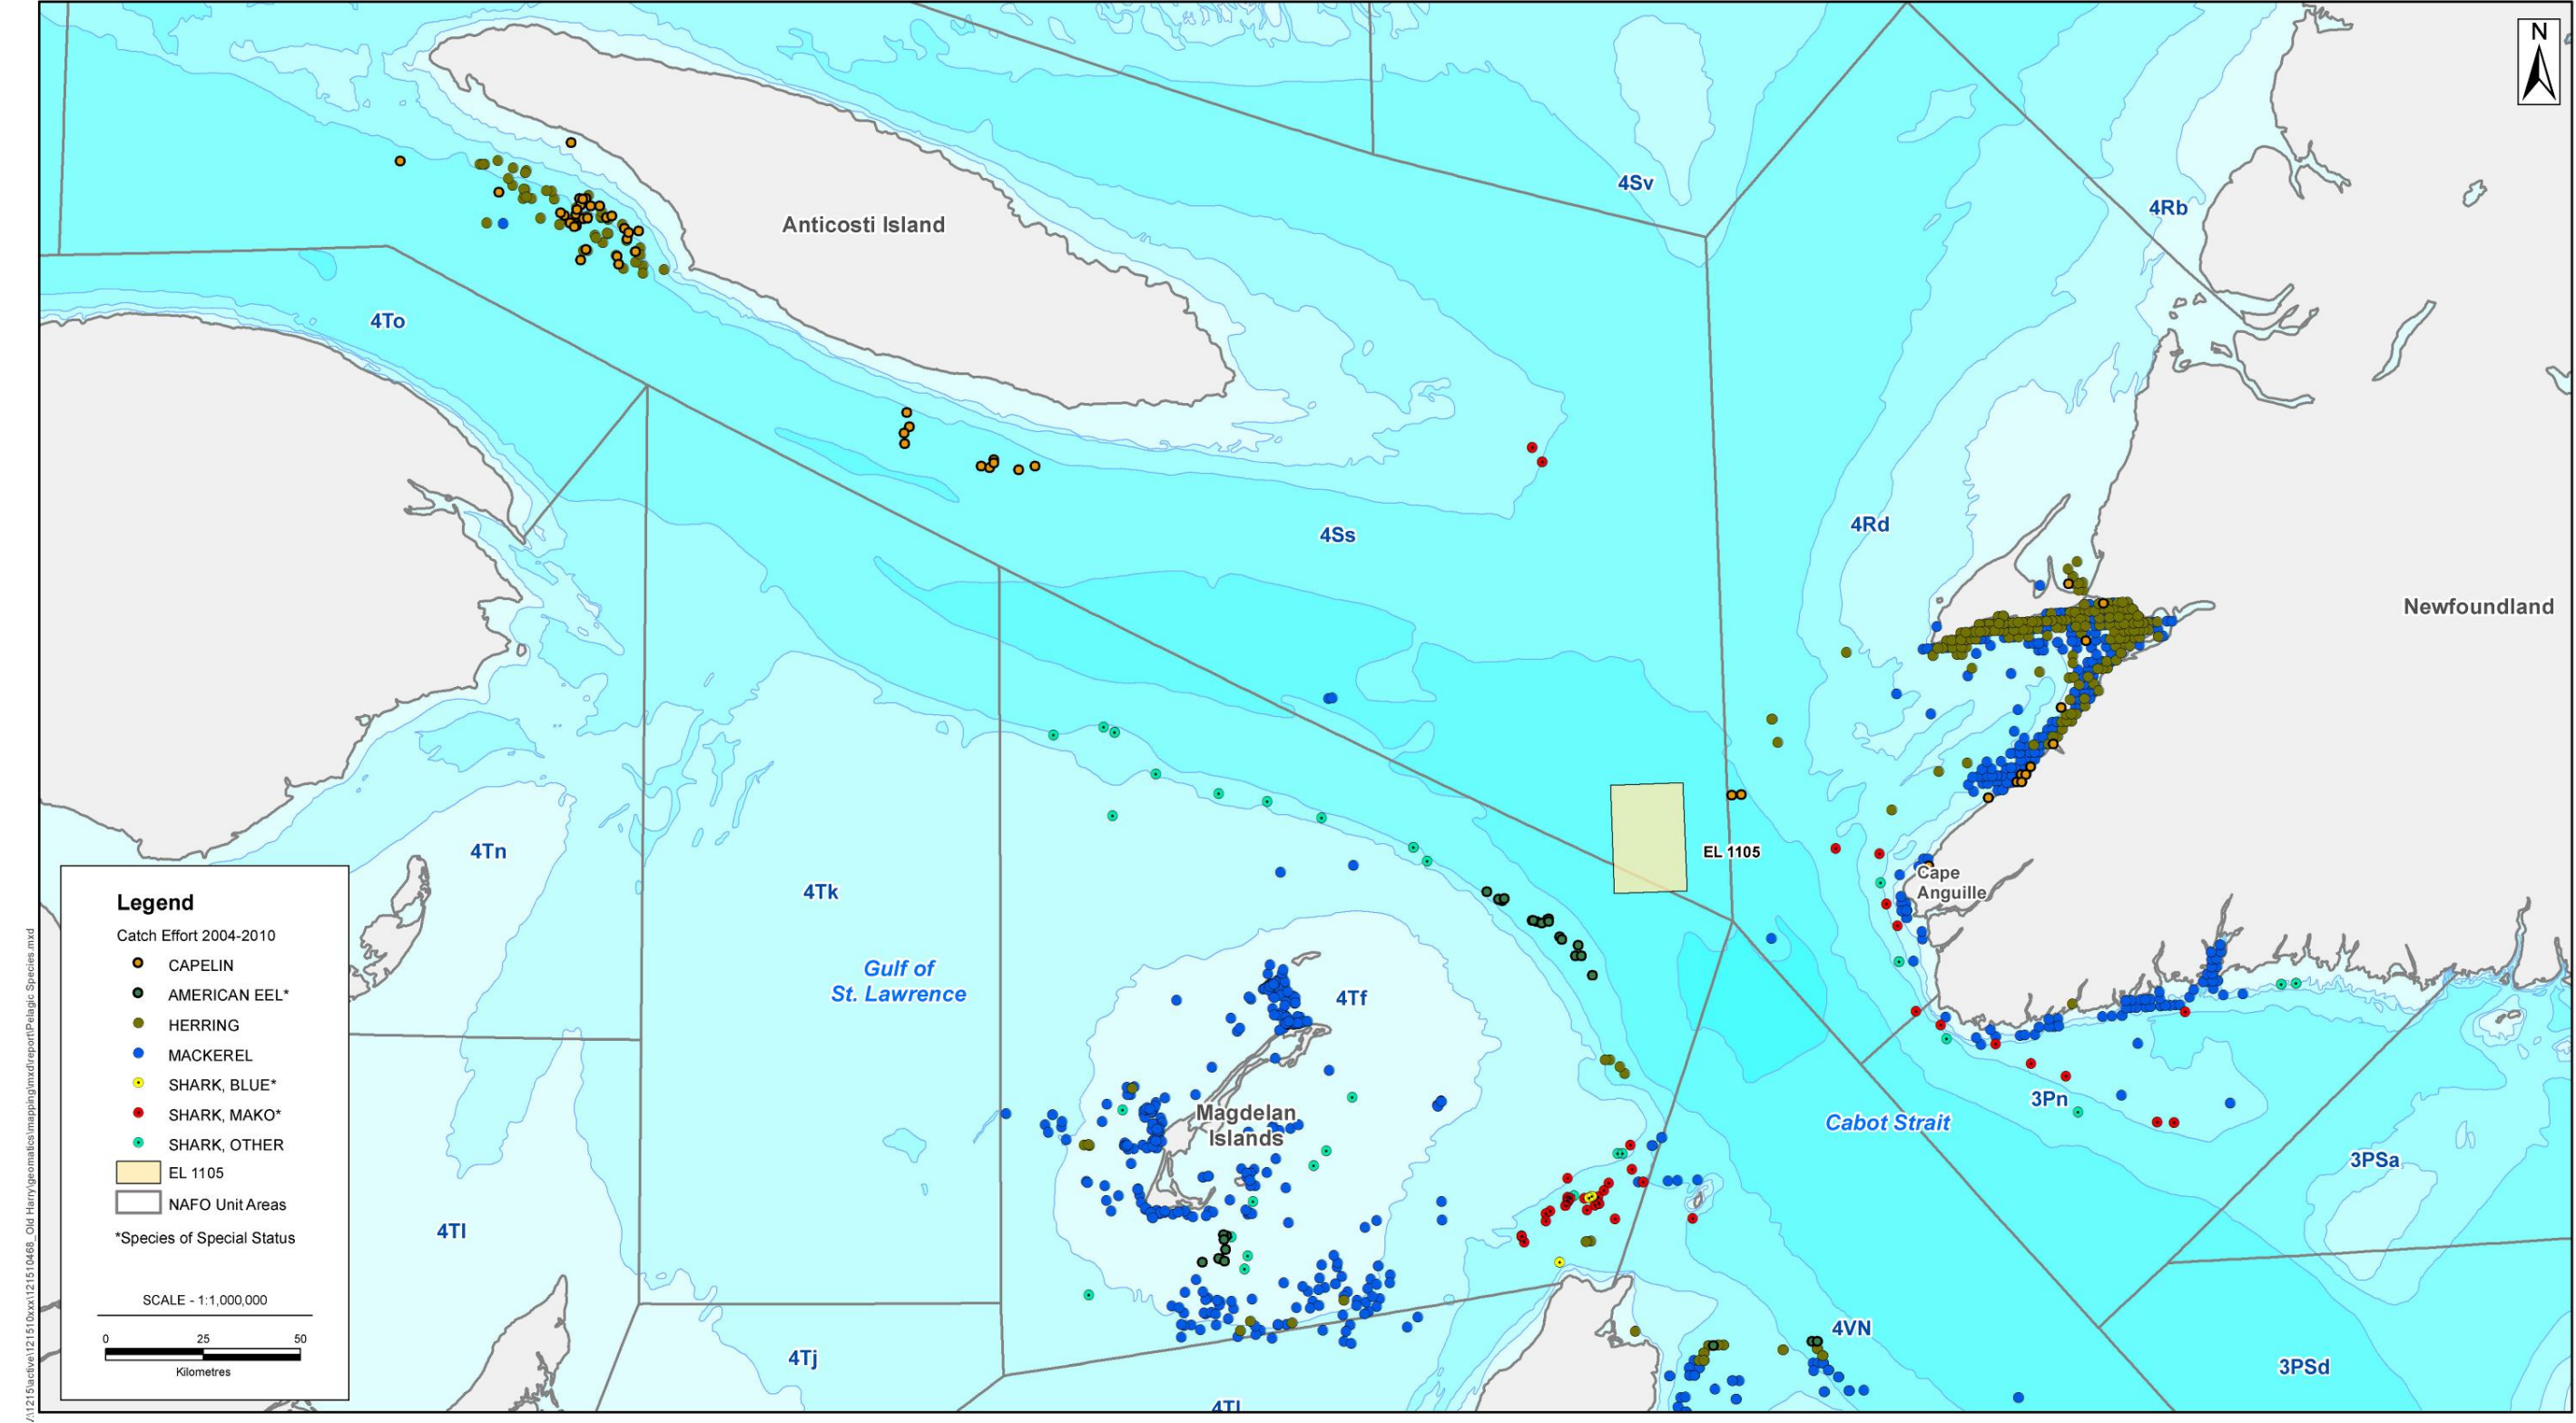 N
4Sv
4Rb
Anticosti Island
4To
4Ss
4Rd
Newfoundland
4Tn
EL 1105
4Tk
Cape
Anguille
Gulf of
St. Lawrence
4Tf
Magdelan
Islands
3Pn
Cabot Strait
3PSa
4Tl
4VN
4Tj
3PSd
Legend
Catch Effort 2004-2010
CAPELIN
AMERICAN EEL*
HERRING
MACKEREL
SHARK, BLUE*
SHARK, MAKO*
SHARK, OTHER
EL 1105
NAFO Unit Areas
*Species of Special Status
SCALE - 1:1,000,000
0 25 50
Kilometres